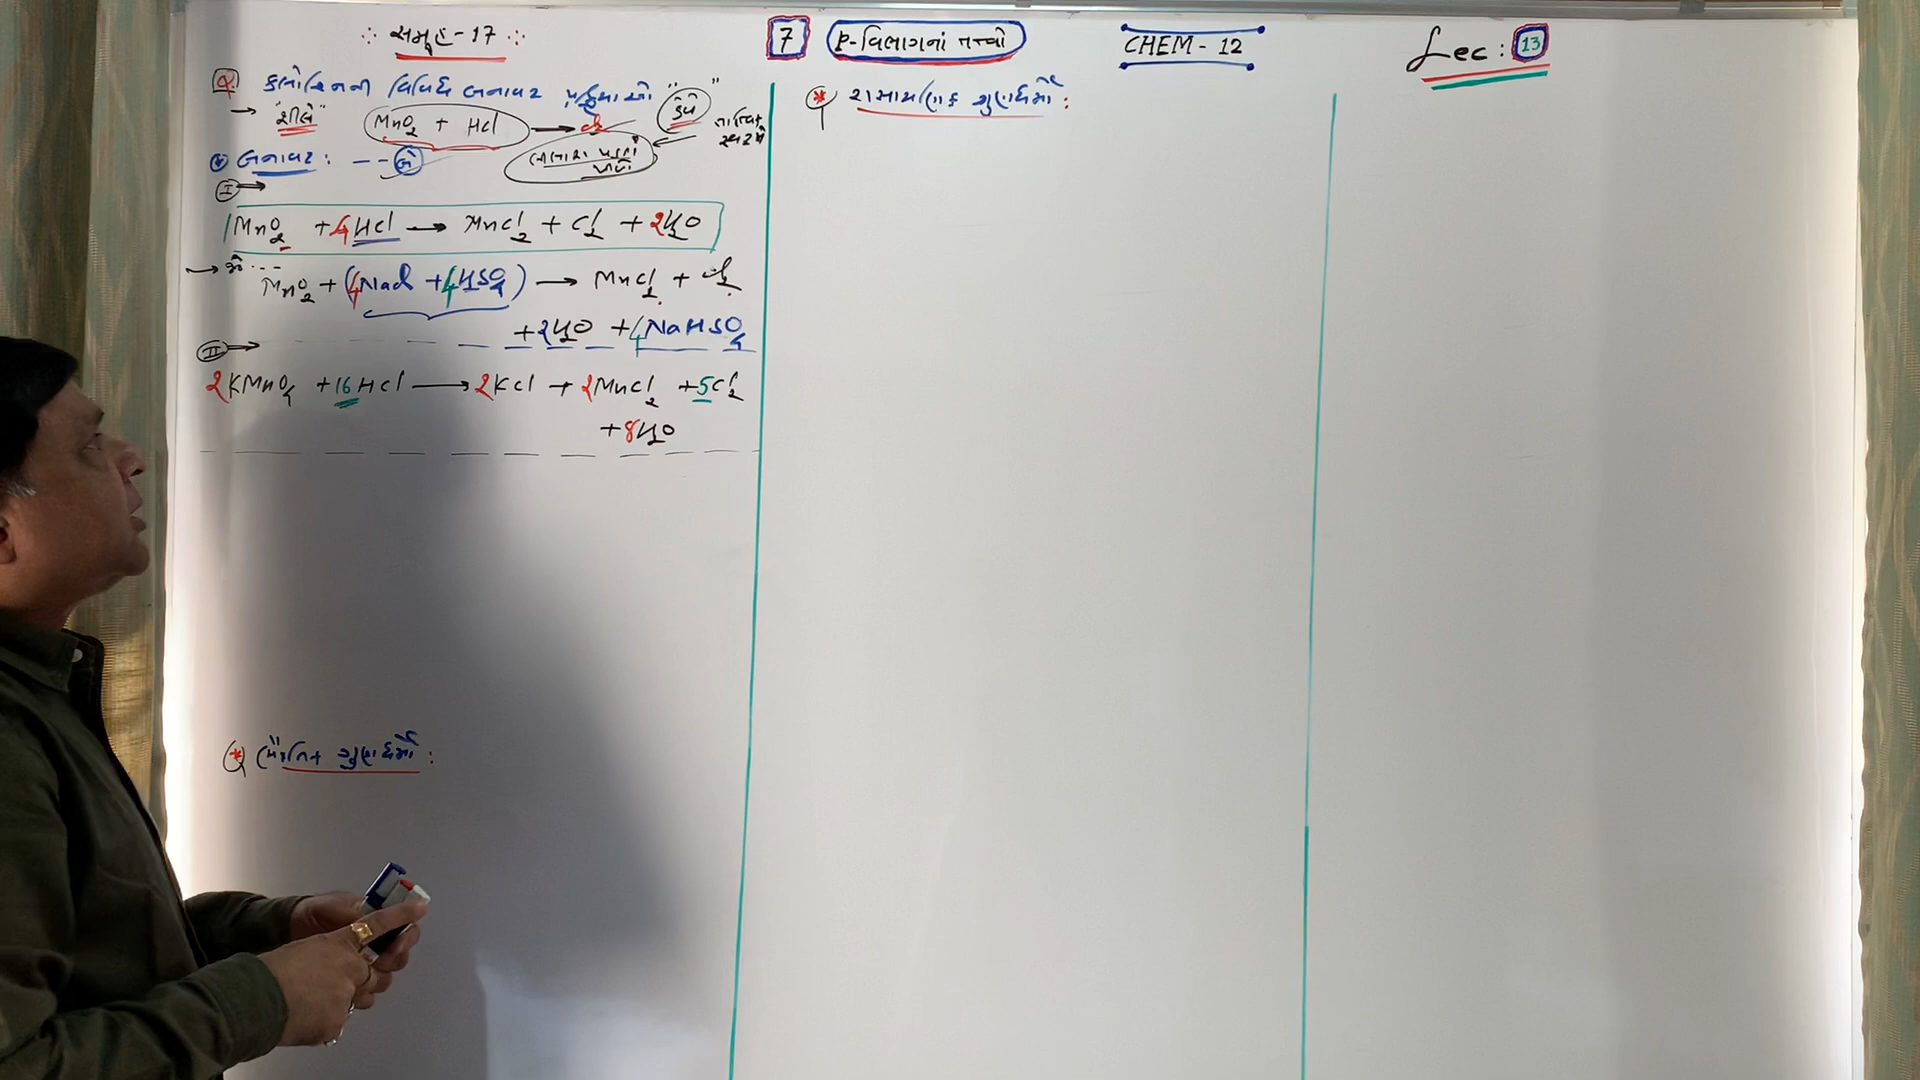 સમૂહ-17
7 P-વિભાગનાં તત્ત્વો
CHEM - 12
Lec : 13
Q. ક્લોરિનની વિવિધ બનાવટ
→ "શીલે" MnO₂ + HCl → Cl₂
બનાવટ : --
I →
MnO₂ + 4HCl → MnCl₂ + Cl₂ + 2H₂O
MnO₂ + (4NaCl + 4H₂SO₄) → MnCl₂ + Cl₂
+ 2H₂O + 4NaHSO₄
II →
2KMnO₄ + 16HCl → 2KCl + 2MnCl₂ + 5Cl₂
+ 8H₂O
* ભૌતિક ગુણધર્મો :
* રાસાયણિક ગુણધર્મો :